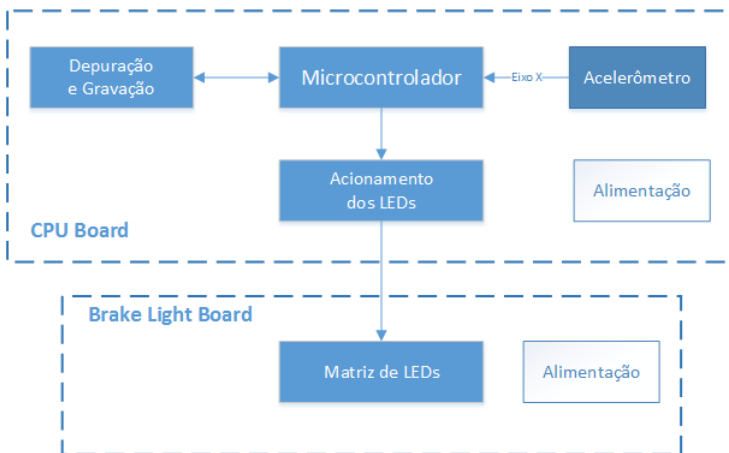 Depuração
e Gravação
Microcontrolador
Eixo X
Acelerômetro
Acionamento
dos LEDs
Alimentação
CPU Board
Brake Light Board
Matriz de LEDs
Alimentação